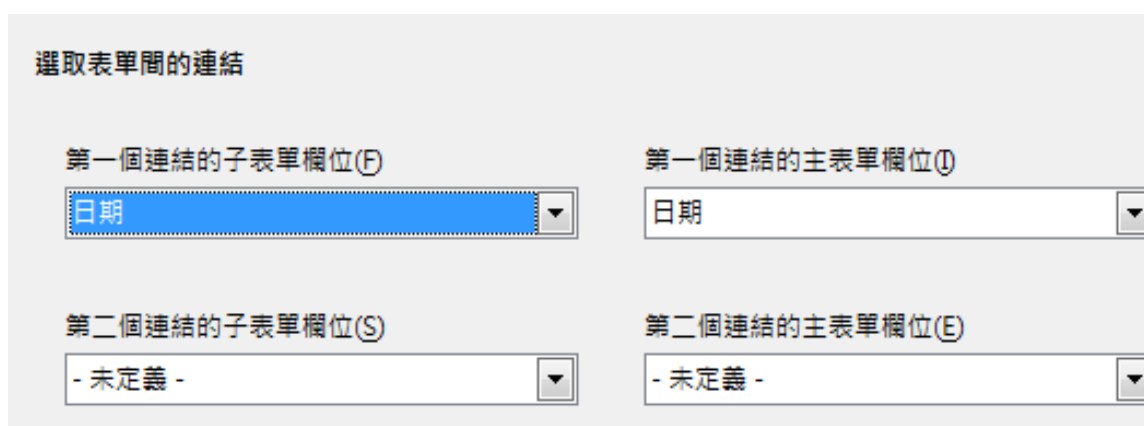 選取表單間的連結
第一個連結的子表單欄位(F)
第一個連結的主表單欄位(I)
日期
日期
第二個連結的子表單欄位(S)
第二個連結的主表單欄位(E)
- 未定義 -
- 未定義 -